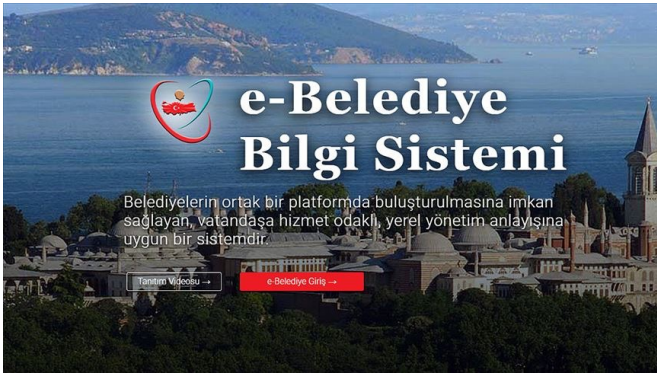 e-Belediye
Bilgi Sistemi
Belediyelerin ortak bir platformda buluşturulmasına imkan
sağlayan, vatandaşa hizmet odaklı, yerel yönetim anlayışına
uygun bir sistemdir.
Tanıtım Videosu →
e-Belediye Giriş →